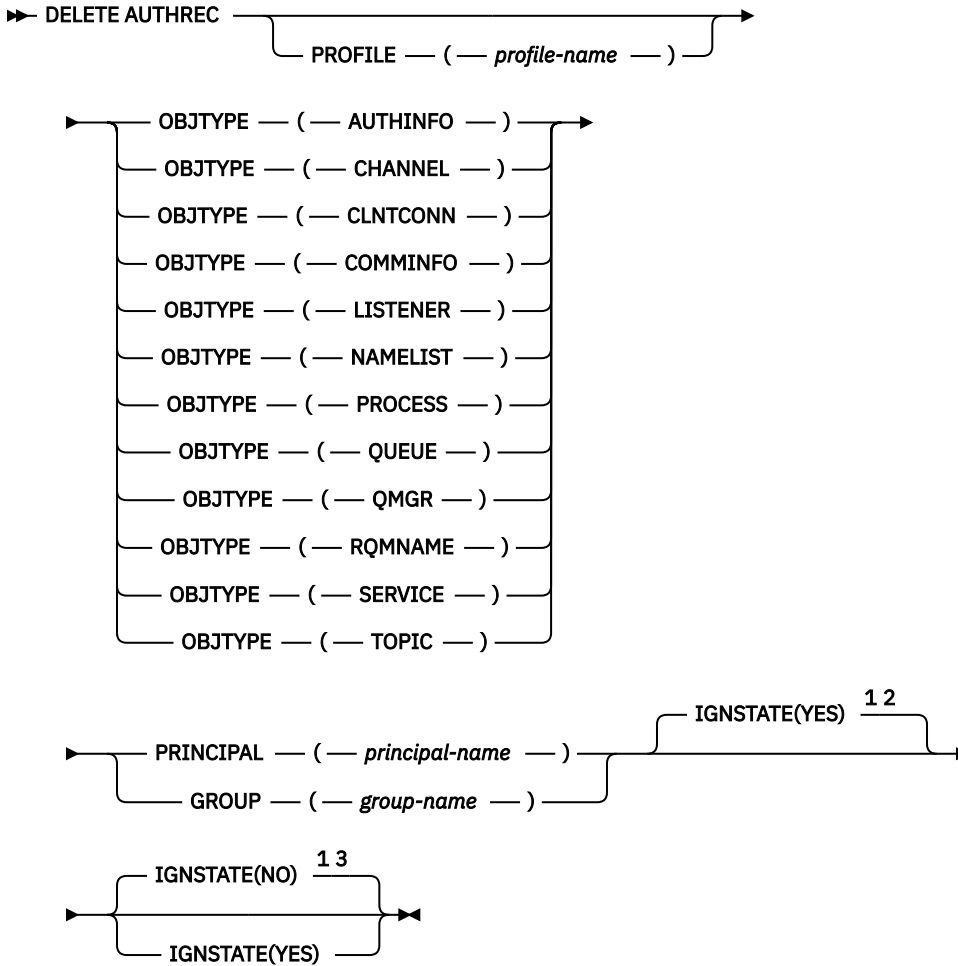 DELETE AUTHREC
PROFILE ( profile-name )
OBJTYPE ( AUTHINFO )
OBJTYPE ( CHANNEL )
OBJTYPE ( CLNTCONN )
OBJTYPE ( COMMINFO )
OBJTYPE ( LISTENER )
OBJTYPE ( NAMELIST )
OBJTYPE ( PROCESS )
OBJTYPE ( QUEUE )
OBJTYPE ( QMGR )
OBJTYPE ( RQMNAME )
OBJTYPE ( SERVICE )
OBJTYPE ( TOPIC )
IGNSTATE(YES) 1 2
PRINCIPAL ( principal-name )
GROUP ( group-name )
IGNSTATE(NO) 1 3
IGNSTATE(YES)